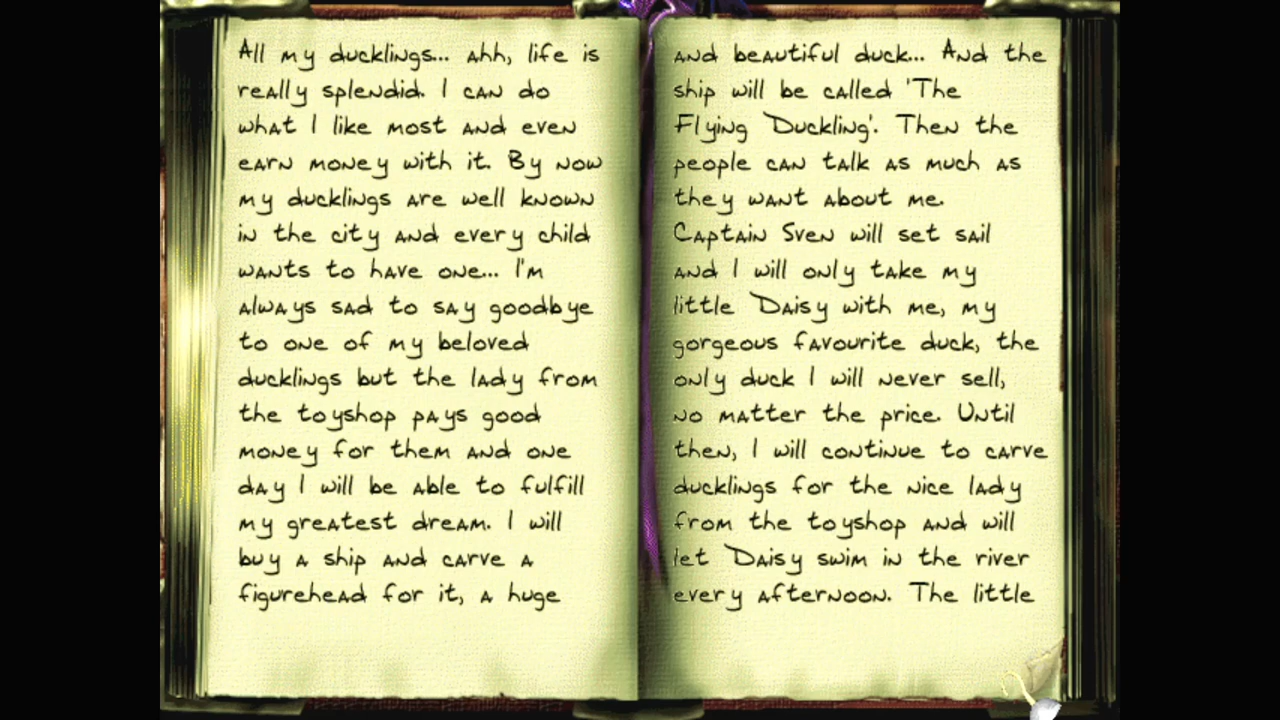 All my ducklings... ahh, life is
really splendid. I can do
what I like most and even
earn money with it. By now
my ducklings are well known
in the city and every child
wants to have one... I'm
always sad to say goodbye
to one of my beloved
ducklings but the lady from
the toyshop pays good
money for them and one
day I will be able to fulfill
my greatest dream. I will
buy a ship and carve a
figurehead for it, a huge
and beautiful duck... And the
ship will be called 'The
Flying Duckling'. Then the
people can talk as much as
they want about me.
Captain Sven will set sail
and I will only take my
little Daisy with me, my
gorgeous favourite duck, the
only duck I will never sell,
no matter the price. Until
then, I will continue to carve
ducklings for the nice lady
from the toyshop and will
let Daisy swim in the river
every afternoon. The little